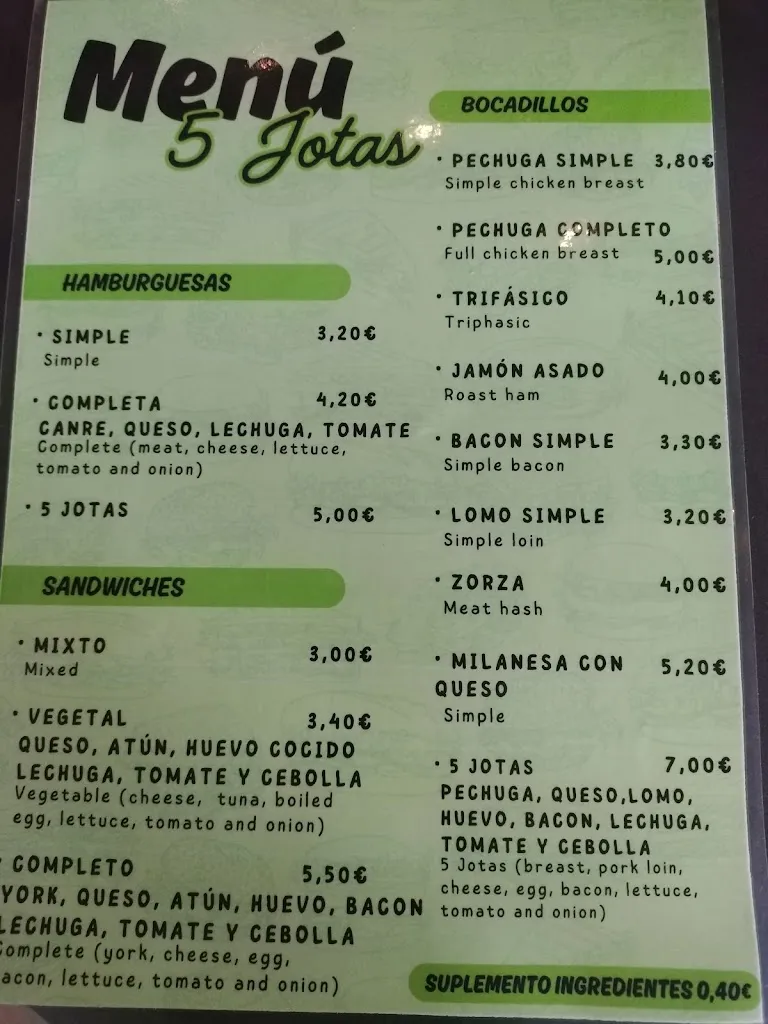 Menú
5 Jotas
HAMBURGUESAS
• SIMPLE 3,20€
Simple
• COMPLETA 4,20€
CANRE, QUESO, LECHUGA, TOMATE
Complete (meat, cheese, lettuce,
tomato and onion)
• 5 JOTAS 5,00€
SANDWICHES
• MIXTO 3,00€
Mixed
• VEGETAL 3,40€
QUESO, ATÚN, HUEVO COCIDO
LECHUGA, TOMATE Y CEBOLLA
Vegetable (cheese, tuna, boiled
egg, lettuce, tomato and onion)
• COMPLETO 5,50€
YORK, QUESO, ATÚN, HUEVO, BACON
LECHUGA, TOMATE Y CEBOLLA
Complete (york, cheese, egg,
acon, lettuce, tomato and onion)
BOCADILLOS
• PECHUGA SIMPLE 3,80€
Simple chicken breast
• PECHUGA COMPLETO
Full chicken breast 5,00€
• TRIFÁSICO 4,10€
Triphasic
• JAMÓN ASADO 4,00€
Roast ham
• BACON SIMPLE 3,30€
Simple bacon
• LOMO SIMPLE 3,20€
Simple loin
• ZORZA 4,00€
Meat hash
• MILANESA CON 5,20€
QUESO
Simple
• 5 JOTAS 7,00€
PECHUGA, QUESO,LOMO,
HUEVO, BACON, LECHUGA,
TOMATE Y CEBOLLA
5 Jotas (breast, pork loin,
cheese, egg, bacon, lettuce,
tomato and onion)
SUPLEMENTO INGREDIENTES 0,40€